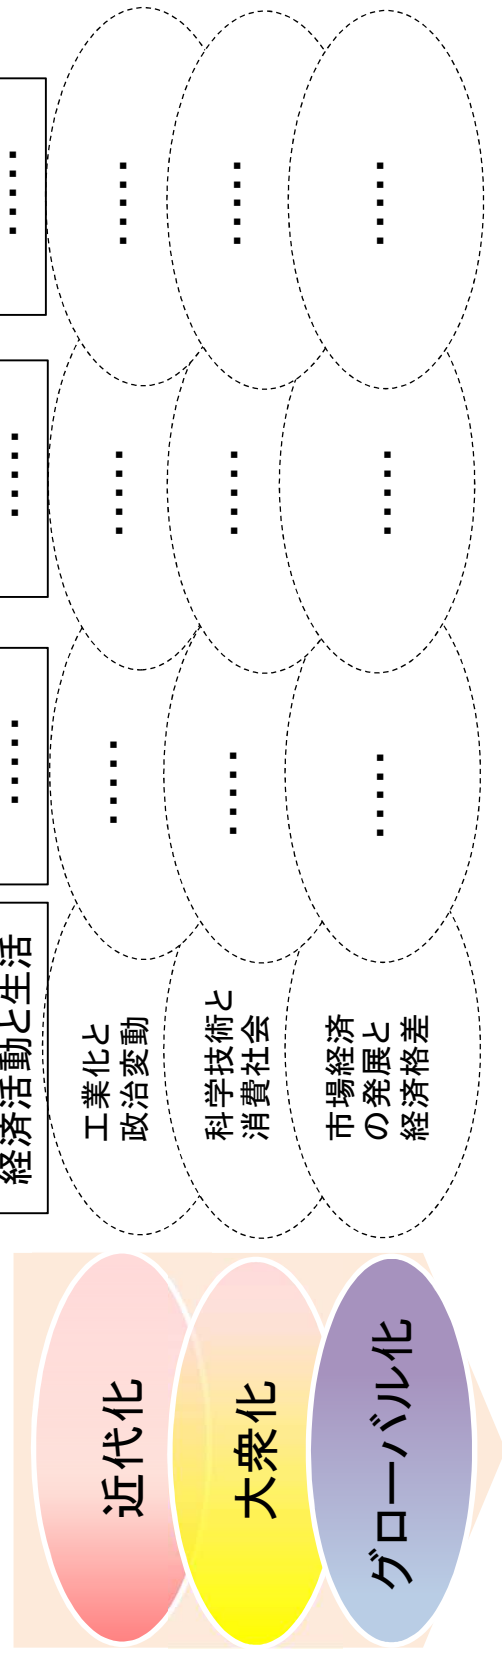 経済活動と生活
・・・・・
・・・・・
・・・・・
近代化
工業化と
政治変動
・・・・・
・・・・・
・・・・・
大衆化
科学技術と
消費社会
・・・・・
・・・・・
・・・・・
グローバル化
市場経済
の発展と
経済格差
・・・・・
・・・・・
・・・・・